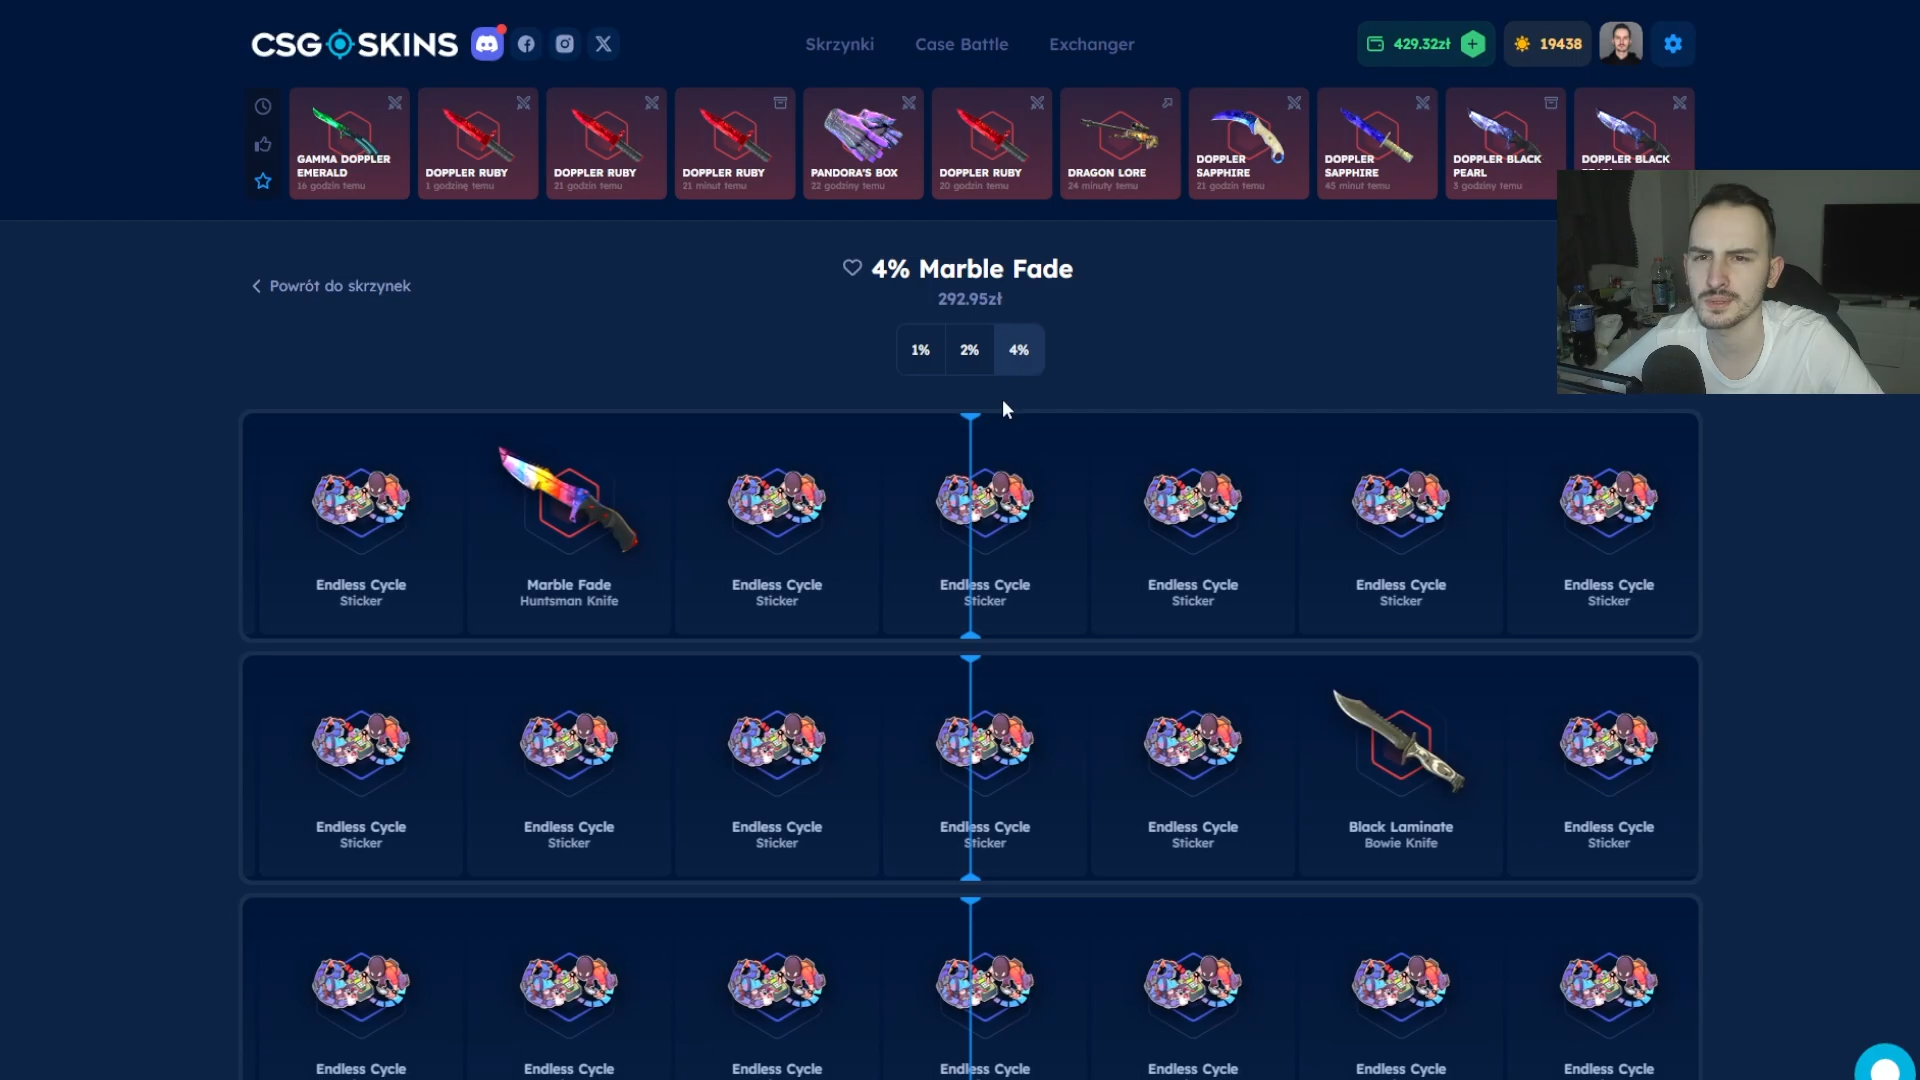 CSG SKINS
Skrzynki
Case Battle
Exchanger
429.32zł
19438
GAMMA DOPPLER
EMERALD
16 godzin temu
DOPPLER RUBY
1 godzinę temu
DOPPLER RUBY
21 godzin temu
DOPPLER RUBY
21 minut temu
PANDORA'S BOX
22 godziny temu
DOPPLER RUBY
20 godzin temu
DRAGON LORE
24 minuty temu
DOPPLER
SAPPHIRE
21 godzin temu
DOPPLER
SAPPHIRE
45 minut temu
DOPPLER BLACK
PEARL
3 godziny temu
DOPPLER BLACK
Powrót do skrzynek
4% Marble Fade
292.95zł
1%
2%
4%
Endless Cycle
Sticker
Marble Fade
Huntsman Knife
Endless Cycle
Sticker
Endless Cycle
Sticker
Endless Cycle
Sticker
Endless Cycle
Sticker
Endless Cycle
Sticker
Endless Cycle
Sticker
Endless Cycle
Sticker
Endless Cycle
Sticker
Endless Cycle
Sticker
Endless Cycle
Sticker
Black Laminate
Bowie Knife
Endless Cycle
Sticker
Endless Cycle
Endless Cycle
Endless Cycle
Endless Cycle
Endless Cycle
Endless Cycle
Endless Cycle